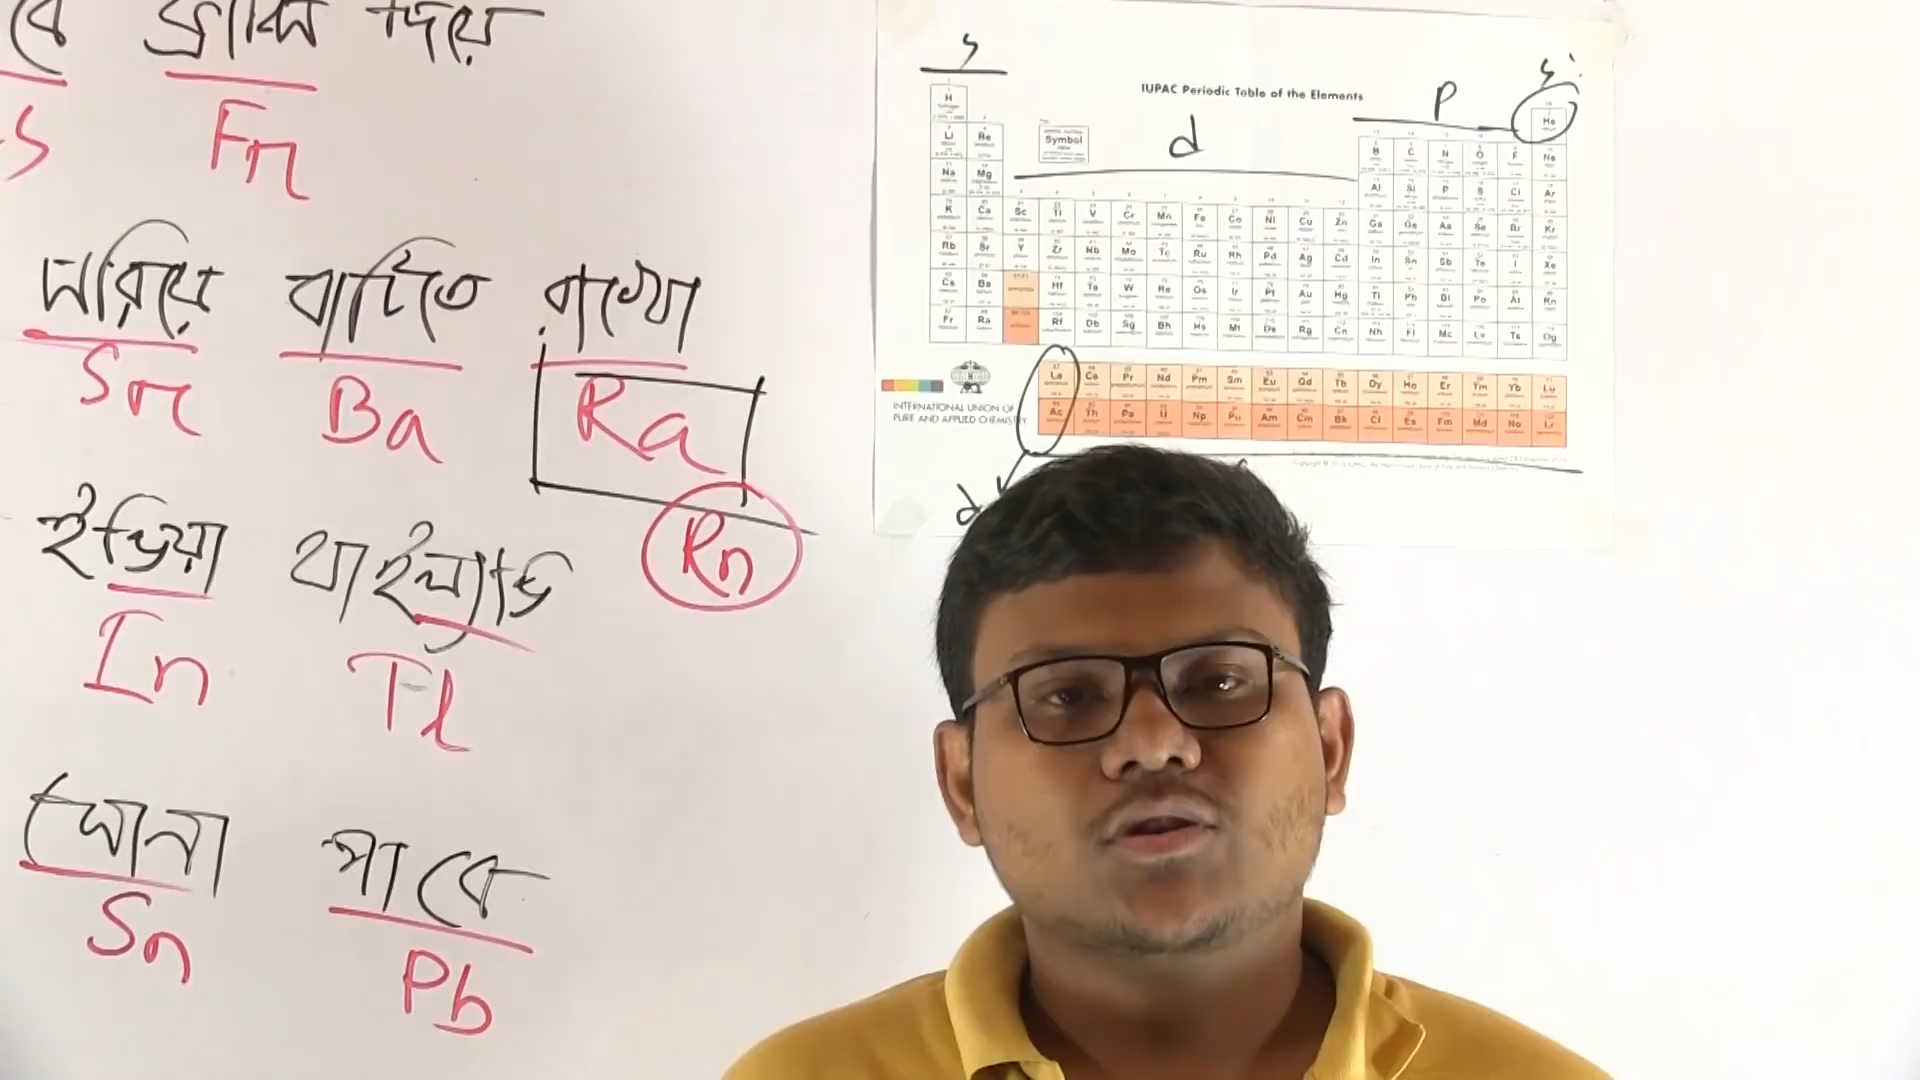 বে ফ্রান্স দিয়ে
s Fr
সরিয়ে বাটিতে রাখো
Sr Ba Ra
Rn
ইন্ডিয়া থাইল্যান্ড
In Tl
সোনা পাবে
Sn Pb
s
d
P
s
d
IUPAC Periodic Table of the Elements
Symbol
H He
Li Be B C N O F Ne
Na Mg Al Si P S Cl Ar
K Ca Sc Ti V Cr Mn Fe Co Ni Cu Zn Ga Ge As Se Br Kr
Rb Sr Y Zr Nb Mo Tc Ru Rh Pd Ag Cd In Sn Sb Te I Xe
Cs Ba Hf Ta W Re Os Ir Pt Au Hg Tl Pb Bi Po At Rn
Fr Ra Rf Db Sg Bh Hs Mt Ds Rg Cn Nh Fl Mc Lv Ts Og
La Ce Pr Nd Pm Sm Eu Gd Tb Dy Ho Er Tm Yb Lu
Ac Th Pa U Np Pu Am Cm Bk Cf Es Fm Md No Lr
INTERNATIONAL UNION OF
PURE AND APPLIED CHEMISTRY